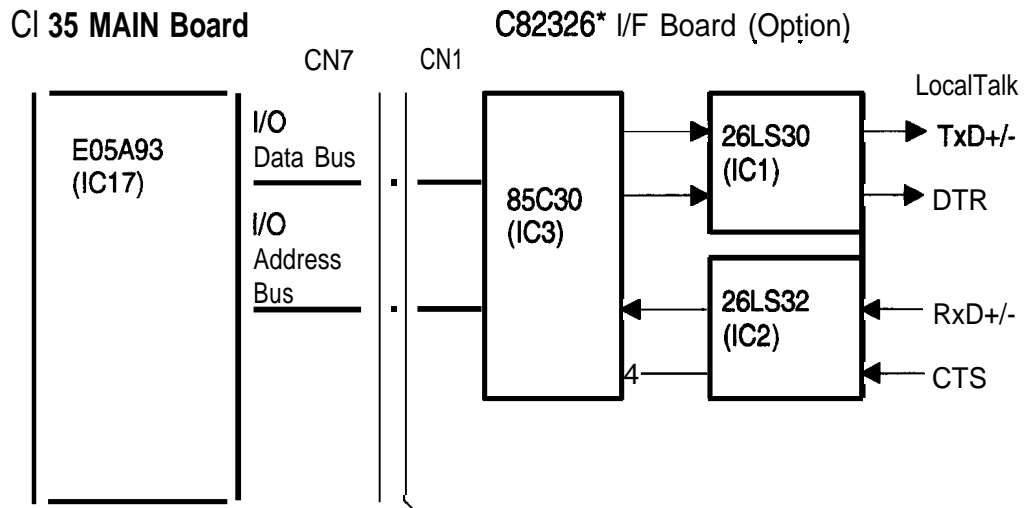 CI 35 MAIN Board
C82326* I/F Board (Option)
CN7
CN1
LocalTalk
E05A93
(IC17)
I/O
Data Bus
I/O
Address
Bus
85C30
(IC3)
26LS30
(IC1)
TxD+/-
DTR
26LS32
(IC2)
RxD+/-
4
CTS